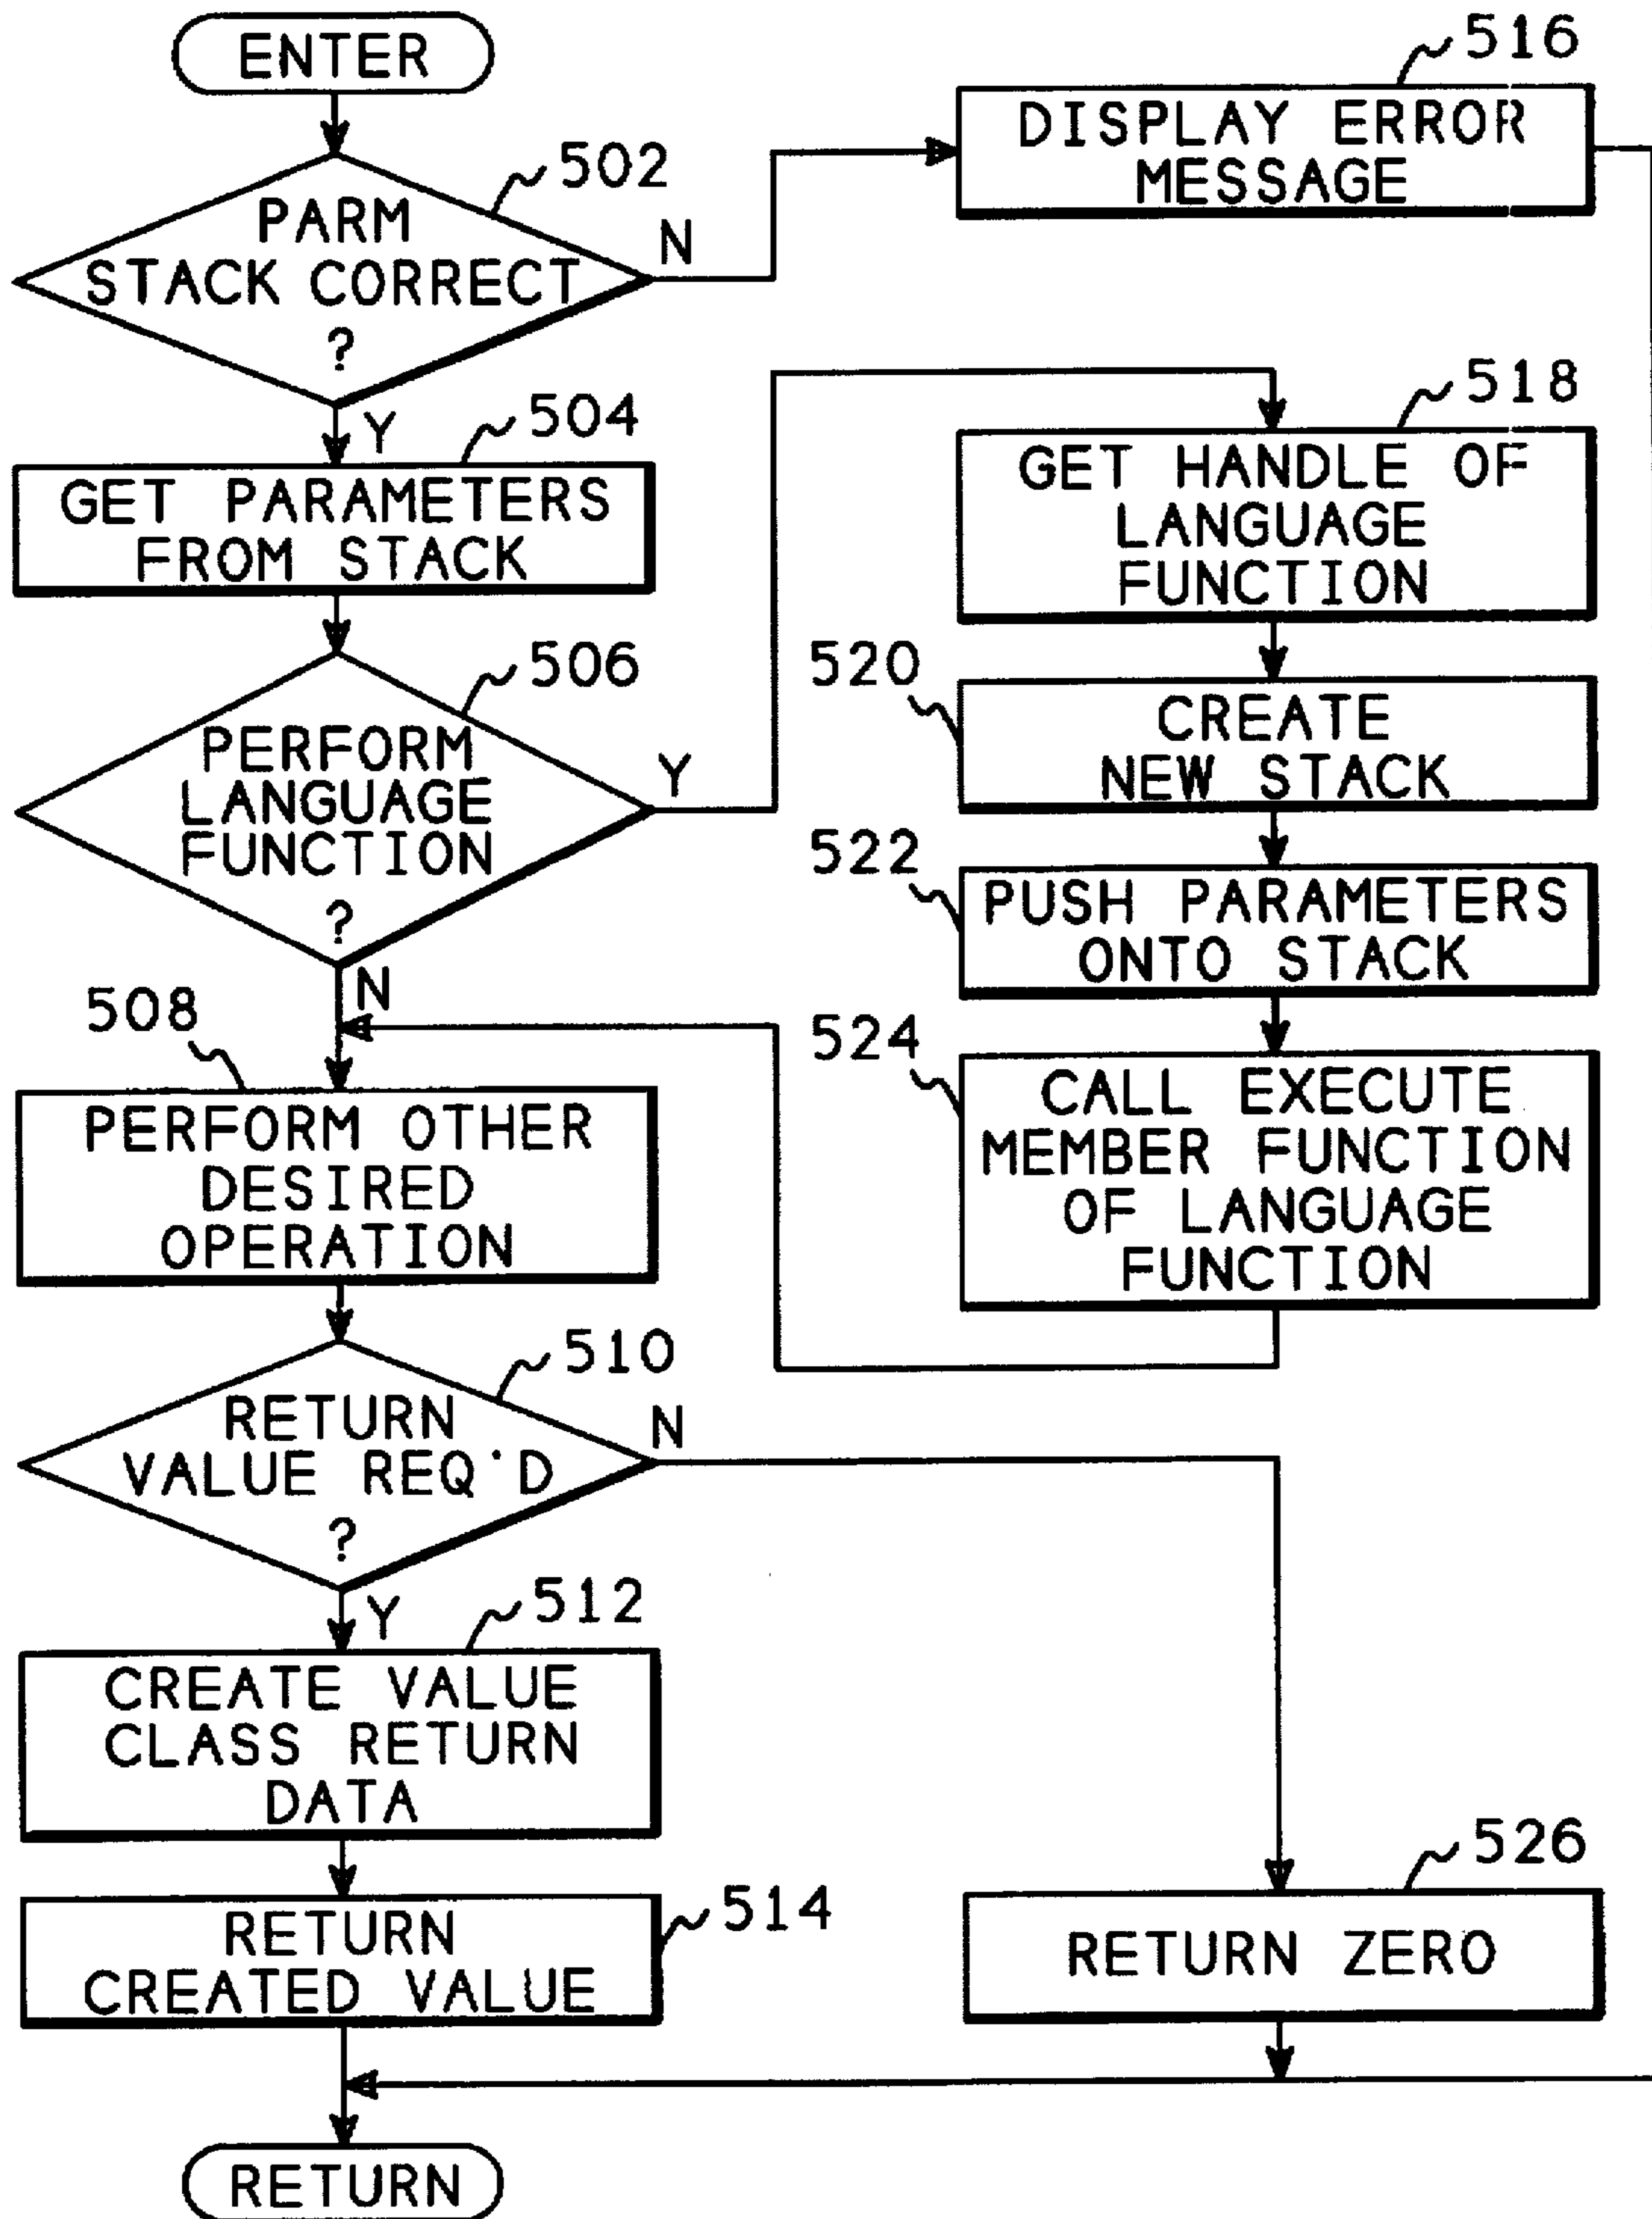 ENTER
502
PARM
STACK CORRECT
?
N
Y
516
DISPLAY ERROR
MESSAGE
504
GET PARAMETERS
FROM STACK
506
PERFORM
LANGUAGE
FUNCTION
?
Y
N
518
GET HANDLE OF
LANGUAGE
FUNCTION
520
CREATE
NEW STACK
522
PUSH PARAMETERS
ONTO STACK
524
CALL EXECUTE
MEMBER FUNCTION
OF LANGUAGE
FUNCTION
508
PERFORM OTHER
DESIRED
OPERATION
510
RETURN
VALUE REQ'D
?
N
Y
512
CREATE VALUE
CLASS RETURN
DATA
514
RETURN
CREATED VALUE
526
RETURN ZERO
RETURN